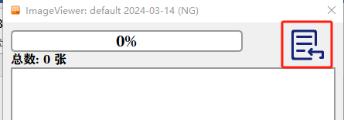 ImageViewer: default 2024-03-14 (NG)
0%
总数: 0 张